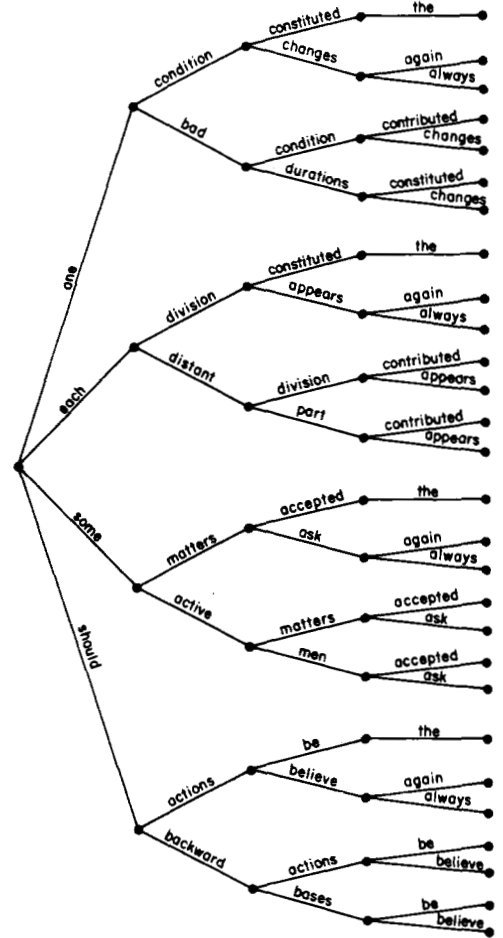 one
condition
constituted
the
changes
again
always
bad
condition
contributed
changes
durations
constituted
changes
each
division
constituted
the
appears
again
always
distant
division
contributed
appears
part
contributed
appears
some
matters
accepted
the
ask
again
always
active
matters
accepted
ask
men
accepted
ask
should
actions
be
the
believe
again
always
backward
actions
be
believe
bases
be
believe